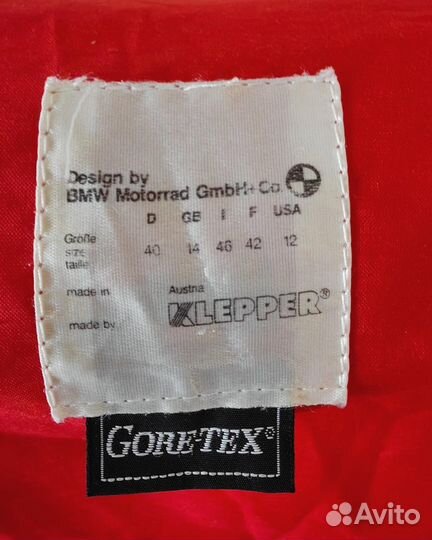 Design by
BMW Motorrad GmbH+Co.
D GB I F USA
Größe
size 40 14 46 42 12
taille
made in Austria
made by KLEPPER®
GORE-TEX®
Avito